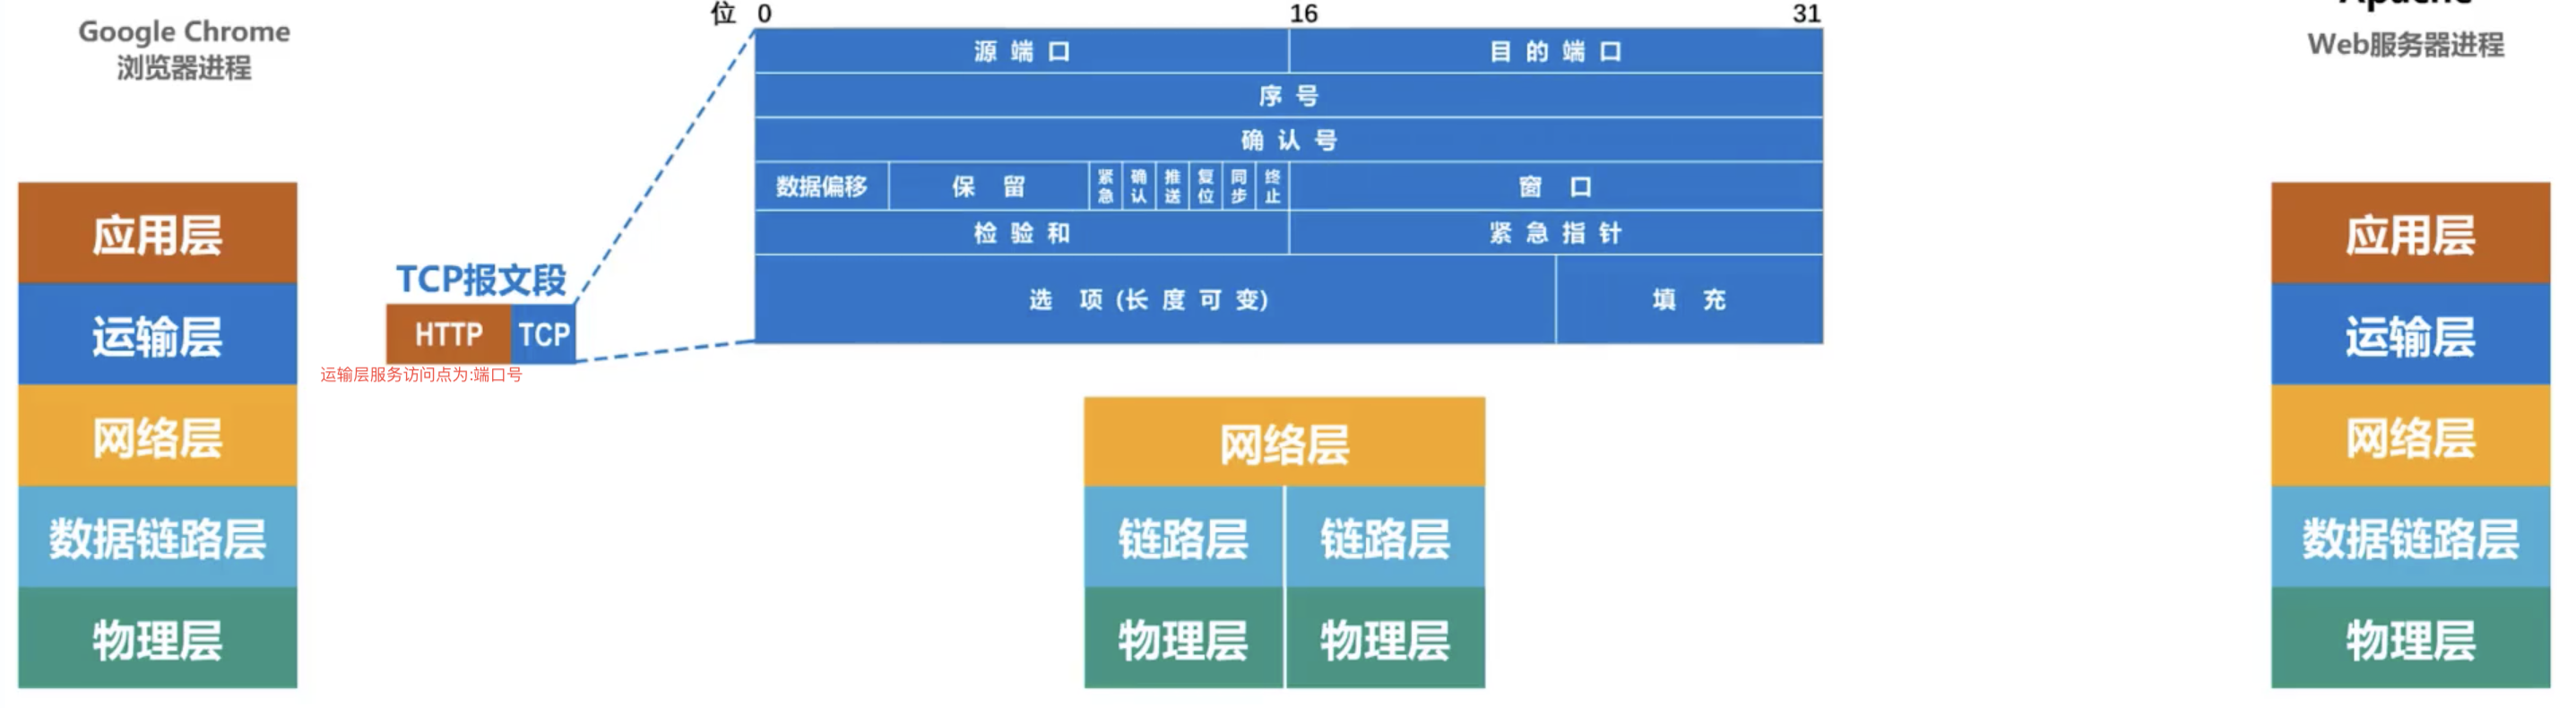 Google Chrome
浏览器进程
位 0 16 31
源端口 目的端口
序号
确认号
数据偏移 保留 紧急 确认 推送 复位 同步 终止 窗口
检验和 紧急指针
选项(长度可变) 填充
TCP报文段
HTTP TCP
运输层服务访问点为:端口号
应用层
运输层
网络层
数据链路层
物理层
网络层
链路层 链路层
物理层 物理层
Apache
Web服务器进程
应用层
运输层
网络层
数据链路层
物理层